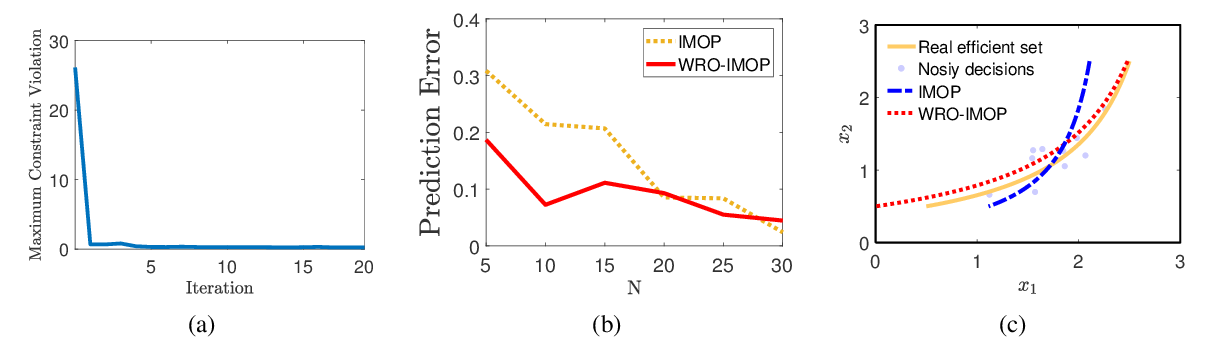 Maximum Constraint Violation
30
20
10
0
5
10
15
20
Iteration
(a)
Prediction Error
0.4
0.3
0.2
0.1
0
5
10
15
20
25
30
N
IMOP
WRO-IMOP
(b)
x2
3
2
1
0
0
1
2
3
x1
Real efficient set
Nosiy decisions
IMOP
WRO-IMOP
(c)